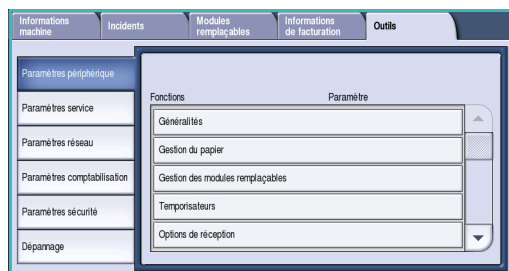 Informations machine
Incidents
Modules remplaçables
Informations de facturation
Outils
Paramètres périphérique
Paramètres service
Paramètres réseau
Paramètres comptabilisation
Paramètres sécurité
Dépannage
Fonctions
Paramètre
Généralités
Gestion du papier
Gestion des modules remplaçables
Temporisateurs
Options de réception